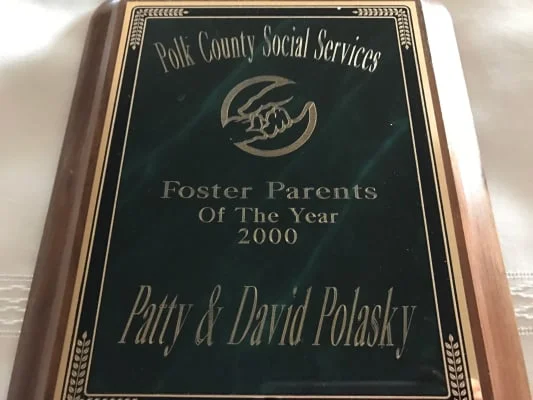 Polk County Social Services
Foster Parents
Of The Year
2000
Patty & David Polasky